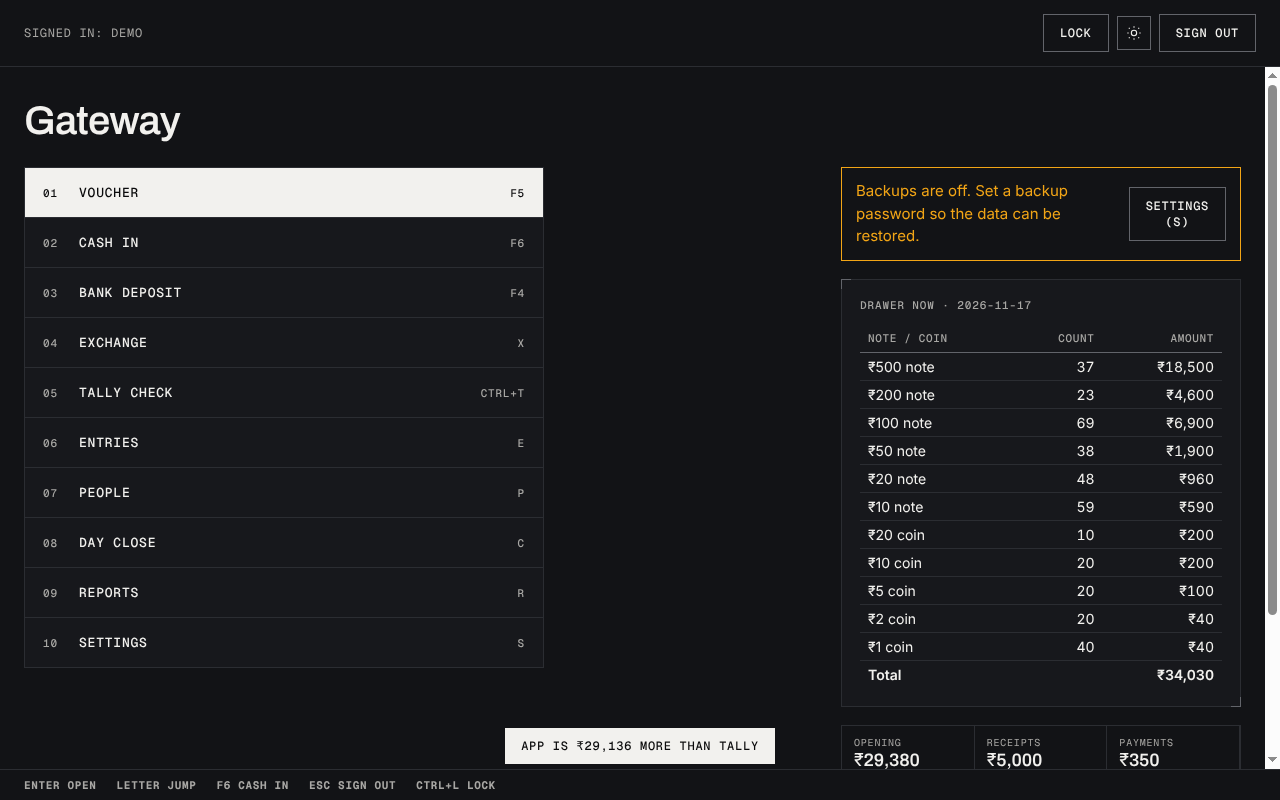 SIGNED IN: DEMO
LOCK
SIGN OUT
Gateway
01 VOUCHER F5
02 CASH IN F6
03 BANK DEPOSIT F4
04 EXCHANGE X
05 TALLY CHECK CTRL+T
06 ENTRIES E
07 PEOPLE P
08 DAY CLOSE C
09 REPORTS R
10 SETTINGS S
Backups are off. Set a backup
password so the data can be
restored.
SETTINGS
(S)
DRAWER NOW · 2026-11-17
NOTE / COIN COUNT AMOUNT
₹500 note 37 ₹18,500
₹200 note 23 ₹4,600
₹100 note 69 ₹6,900
₹50 note 38 ₹1,900
₹20 note 48 ₹960
₹10 note 59 ₹590
₹20 coin 10 ₹200
₹10 coin 20 ₹200
₹5 coin 20 ₹100
₹2 coin 20 ₹40
₹1 coin 40 ₹40
Total ₹34,030
OPENING RECEIPTS PAYMENTS
₹29,380 ₹5,000 ₹350
APP IS ₹29,136 MORE THAN TALLY
ENTER OPEN LETTER JUMP F6 CASH IN ESC SIGN OUT CTRL+L LOCK